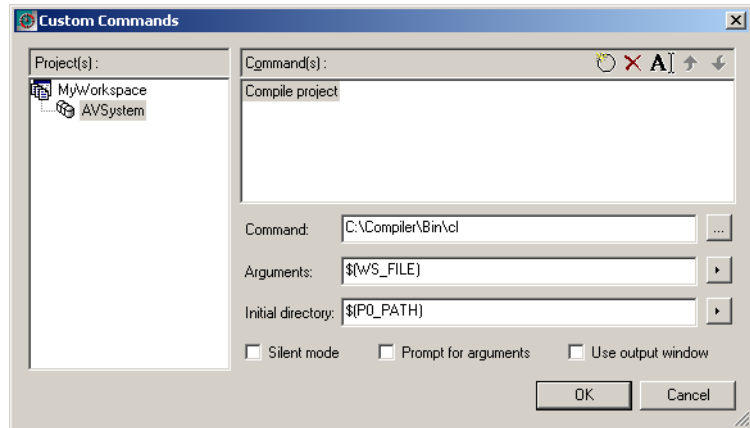 Custom Commands
Project(s) :
MyWorkspace
AVSystem
Command(s) :
Compile project
Command: C:\Compiler\Bin\cl ...
Arguments: $(WS_FILE)
Initial directory: $(P0_PATH)
Silent mode Prompt for arguments Use output window
OK Cancel